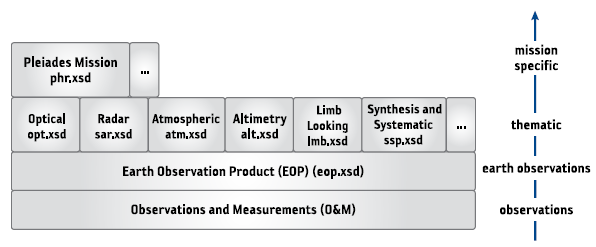 Pleiades Mission
phr.xsd
...
mission
specific
Optical
opt.xsd
Radar
sar.xsd
Atmospheric
atm.xsd
Altimetry
alt.xsd
Limb
Looking
lmb.xsd
Synthesis and
Systematic
ssp.xsd
...
thematic
Earth Observation Product (EOP) (eop.xsd)
earth observations
Observations and Measurements (O&M)
observations